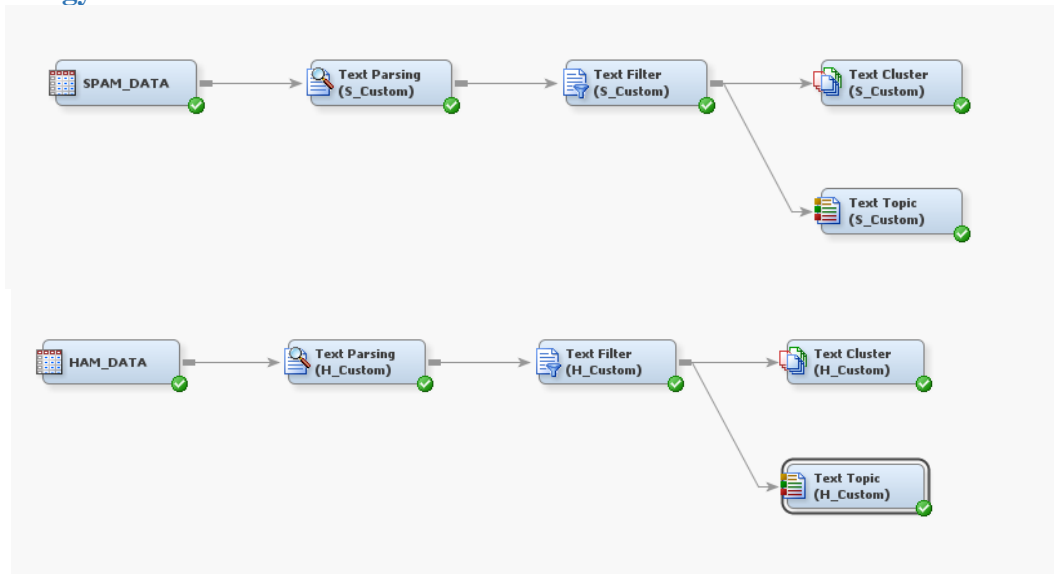 gy
SPAM_DATA
Text Parsing
(S_Custom)
Text Filter
(S_Custom)
Text Cluster
(S_Custom)
Text Topic
(S_Custom)
HAM_DATA
Text Parsing
(H_Custom)
Text Filter
(H_Custom)
Text Cluster
(H_Custom)
Text Topic
(H_Custom)